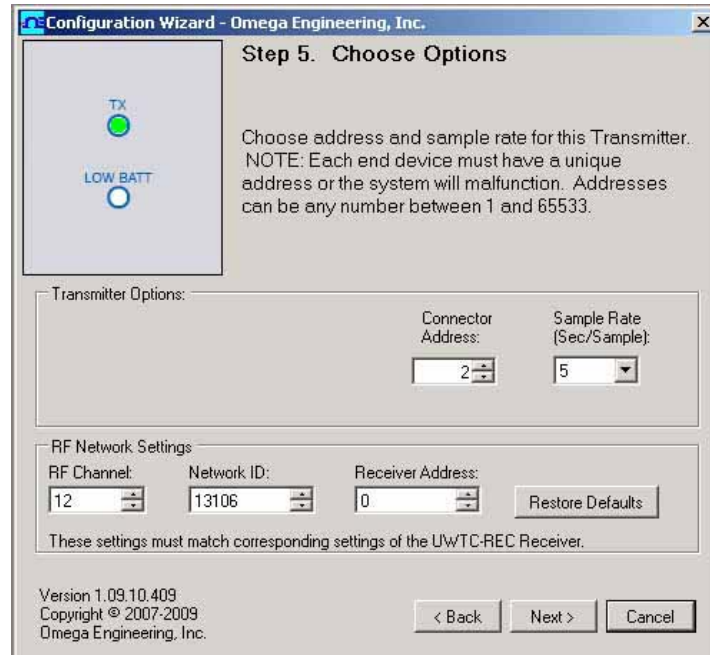 Configuration Wizard - Omega Engineering, Inc.
Step 5. Choose Options
TX
LOW BATT
Choose address and sample rate for this Transmitter.
NOTE: Each end device must have a unique
address or the system will malfunction. Addresses
can be any number between 1 and 65533.
Transmitter Options:
Connector
Address:
Sample Rate
(Sec/Sample):
2
5
RF Network Settings
RF Channel:
Network ID:
Receiver Address:
12
13106
0
Restore Defaults
These settings must match corresponding settings of the UWTC-REC Receiver.
Version 1.09.10.409
Copyright © 2007-2009
Omega Engineering, Inc.
< Back
Next >
Cancel